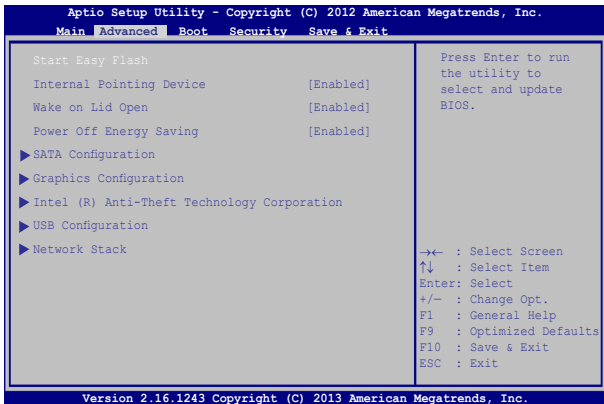 Aptio Setup Utility - Copyright (C) 2012 American Megatrends, Inc.
Main Advanced Boot Security Save & Exit
Start Easy Flash
Internal Pointing Device [Enabled]
Wake on Lid Open [Enabled]
Power Off Energy Saving [Enabled]
SATA Configuration
Graphics Configuration
Intel (R) Anti-Theft Technology Corporation
USB Configuration
Network Stack
Press Enter to run
the utility to
select and update
BIOS.
→← : Select Screen
↑↓ : Select Item
Enter: Select
+/— : Change Opt.
F1 : General Help
F9 : Optimized Defaults
F10 : Save & Exit
ESC : Exit
Version 2.16.1243 Copyright (C) 2013 American Megatrends, Inc.